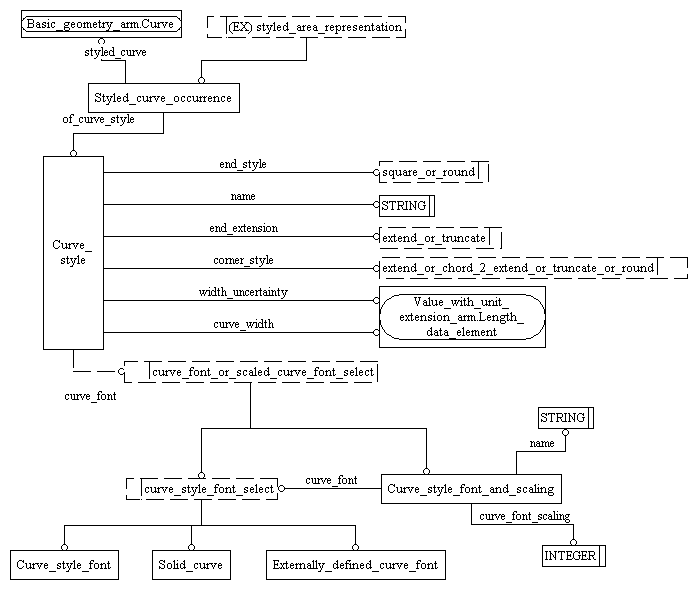 Basic_geometry_arm.Curve
(EX) styled_area_representation
styled_curve
Styled_curve_occurrence
of_curve_style
end_style
square_or_round
name
STRING
end_extension
extend_or_truncate
Curve_
style
corner_style
extend_or_chord_2_extend_or_truncate_or_round
width_uncertainty
curve_width
Value_with_unit_
extension_arm.Length_
data_element
curve_font_or_scaled_curve_font_select
curve_font
STRING
name
curve_style_font_select
curve_font
Curve_style_font_and_scaling
curve_font_scaling
INTEGER
Curve_style_font
Solid_curve
Externally_defined_curve_font